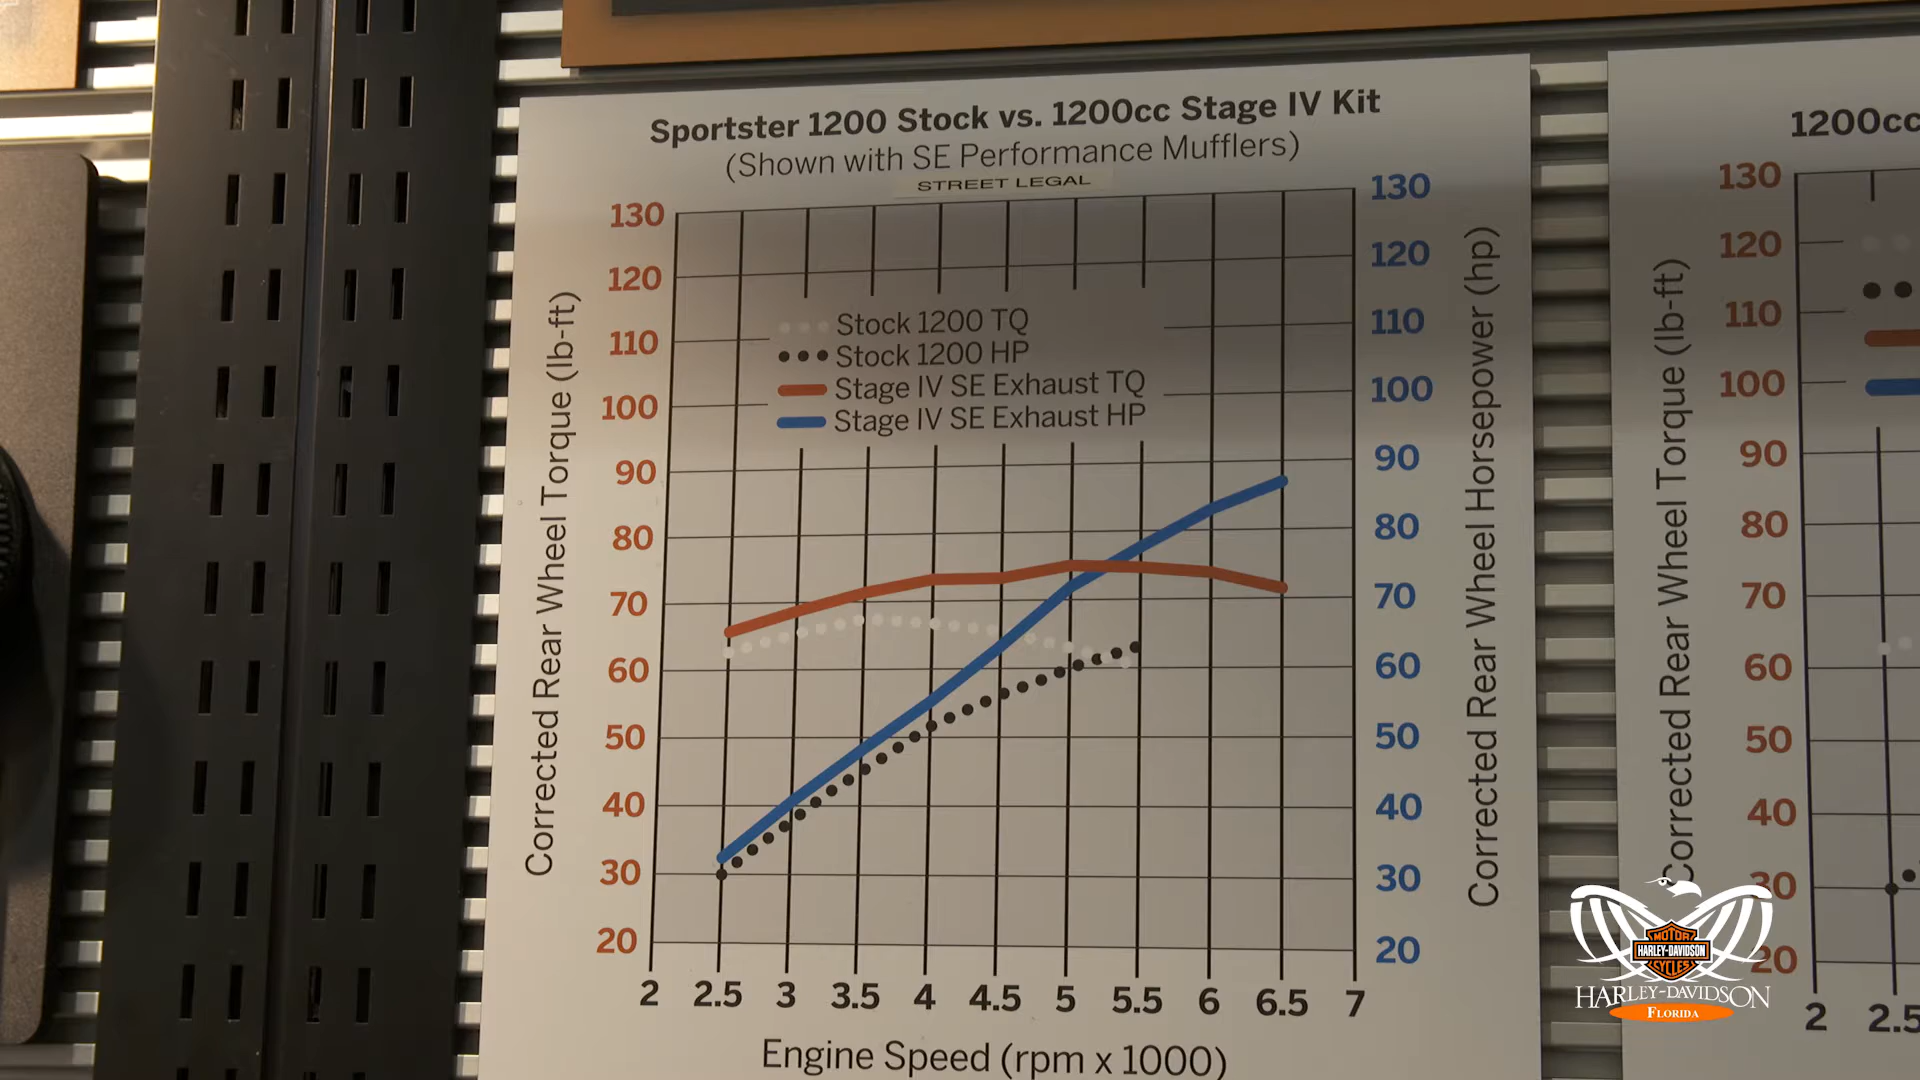 Sportster 1200 Stock vs. 1200cc Stage IV Kit
(Shown with SE Performance Mufflers)
STREET LEGAL
130
120
110
100
90
80
70
60
50
40
30
20
Corrected Rear Wheel Torque (lb-ft)
Stock 1200 TQ
Stock 1200 HP
Stage IV SE Exhaust TQ
Stage IV SE Exhaust HP
130
120
110
100
90
80
70
60
50
40
30
20
Corrected Rear Wheel Horsepower (hp)
2 2.5 3 3.5 4 4.5 5 5.5 6 6.5 7
Engine Speed (rpm x 1000)
1200cc
130
120
110
100
90
80
70
60
50
40
30
20
Corrected Rear Wheel Torque (lb-ft)
2 2.5
MOTOR
HARLEY-DAVIDSON
CYCLES
HARLEY-DAVIDSON
FLORIDA